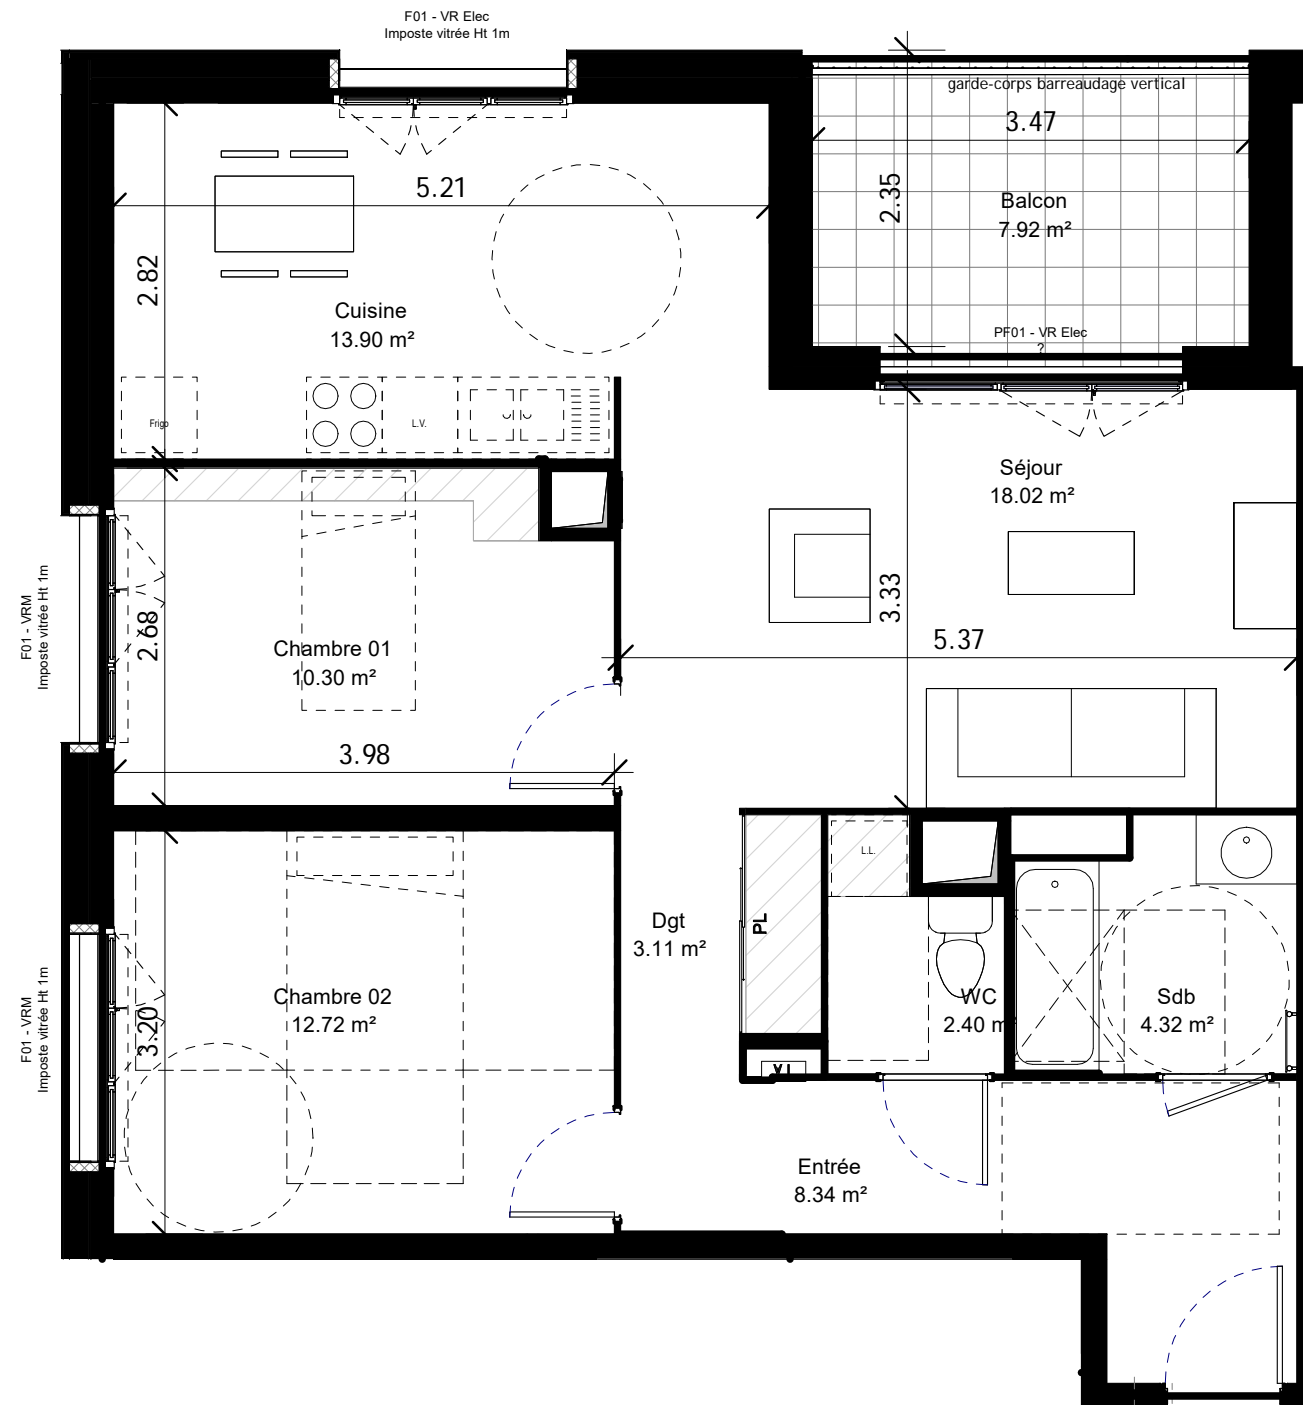 F01 - VR Elec
Imposte vitrée Ht 1m
garde-corps barreaudage vertical
3.47
5.21
2.35
Balcon
7.92 m²
2.82
Cuisine
13.90 m²
PF01 - VR Elec
?
Frigo
L.V.
Séjour
18.02 m²
F01 - VRM
Imposte vitrée Ht 1m
2.68
3.33
Chambre 01
10.30 m²
5.37
3.98
L.L.
PL
Dgt
3.11 m²
F01 - VRM
Imposte vitrée Ht 1m
Chambre 02
12.72 m²
3.20
WC
2.40 m²
Sdb
4.32 m²
Entrée
8.34 m²